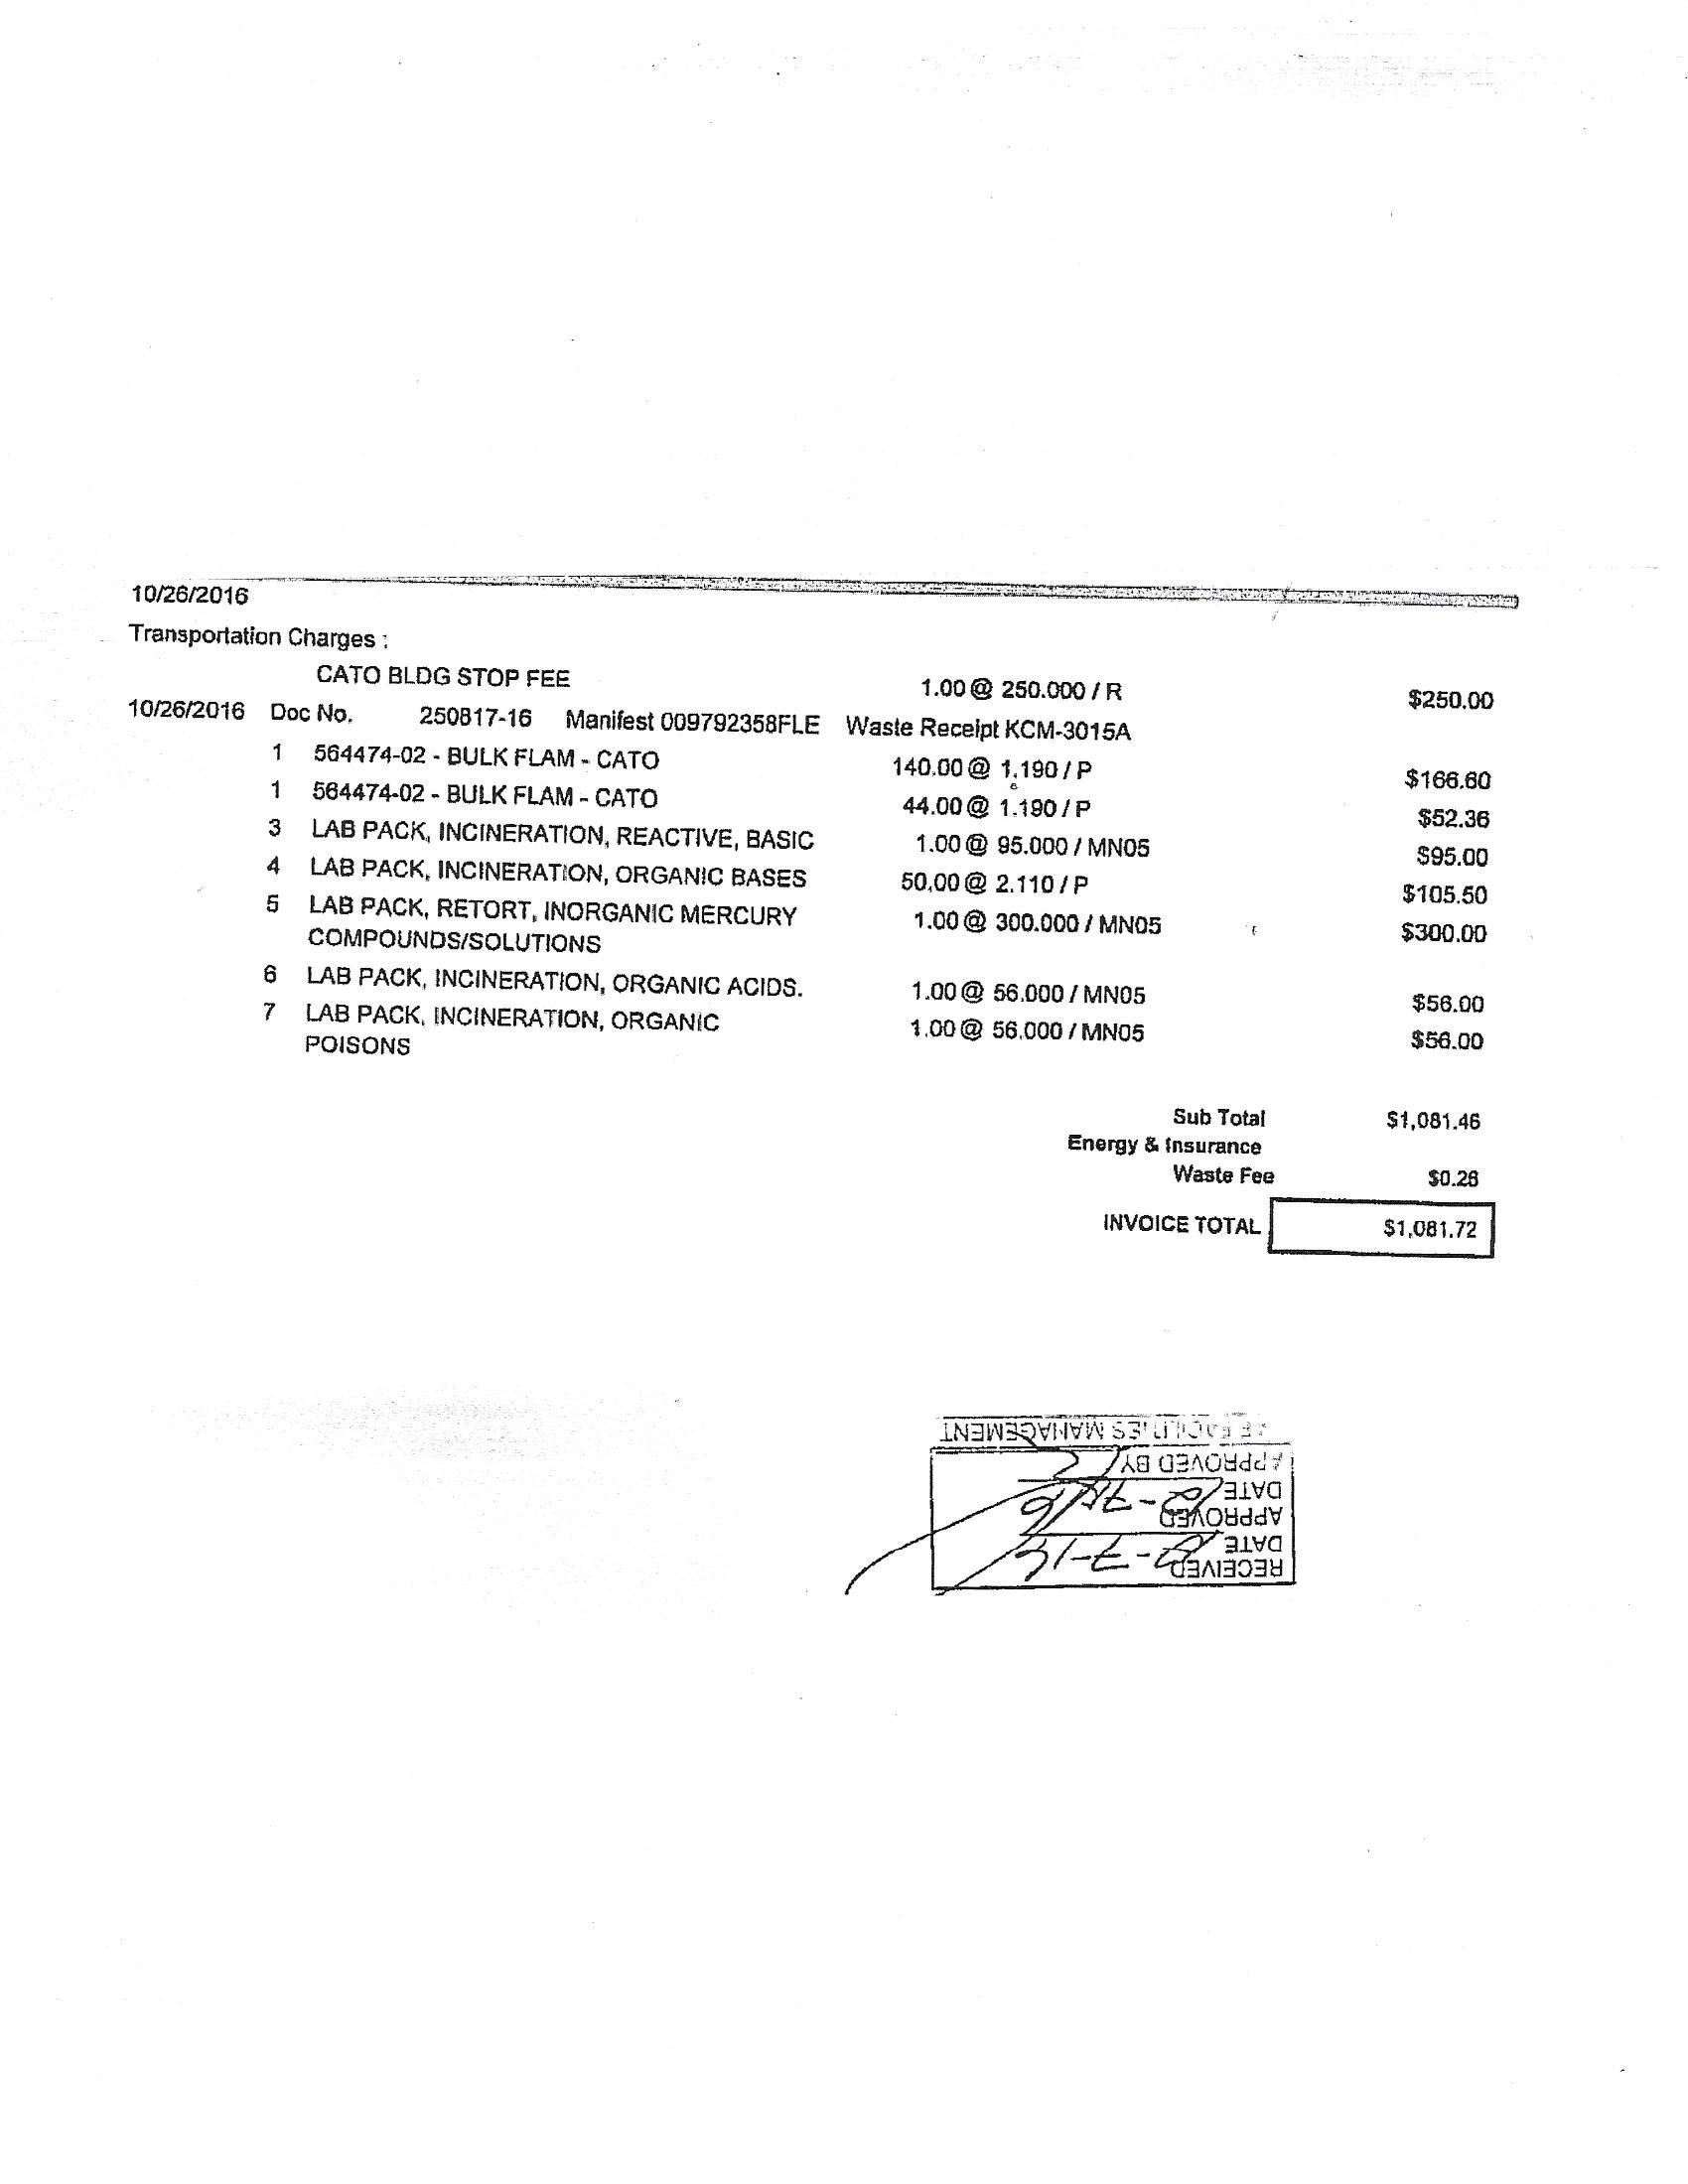 10/26/2016
Transportation Charges :
CATO BLDG STOP FEE 1.00 @ 250.000 / R $250.00
10/26/2016 Doc No. 250817-16 Manifest 009792358FLE Waste Receipt KCM-3015A
1 564474-02 - BULK FLAM - CATO 140.00 @ 1.190 / P $166.60
1 564474-02 - BULK FLAM - CATO 44.00 @ 1.190 / P $52.36
3 LAB PACK, INCINERATION, REACTIVE, BASIC 1.00 @ 95.000 / MN05 $95.00
4 LAB PACK, INCINERATION, ORGANIC BASES 50.00 @ 2.110 / P $105.50
5 LAB PACK, RETORT, INORGANIC MERCURY 1.00 @ 300.000 / MN05 $300.00
COMPOUNDS/SOLUTIONS
6 LAB PACK, INCINERATION, ORGANIC ACIDS. 1.00 @ 56.000 / MN05 $56.00
7 LAB PACK, INCINERATION, ORGANIC 1.00 @ 56.000 / MN05 $56.00
POISONS
Sub Total $1,081.46
Energy & Insurance
Waste Fee $0.26
INVOICE TOTAL $1,081.72
RECEIVED
DATE 12-7-16
APPROVED
DATE 12-7-16
APPROVED BY
FACILITIES MANAGEMENT